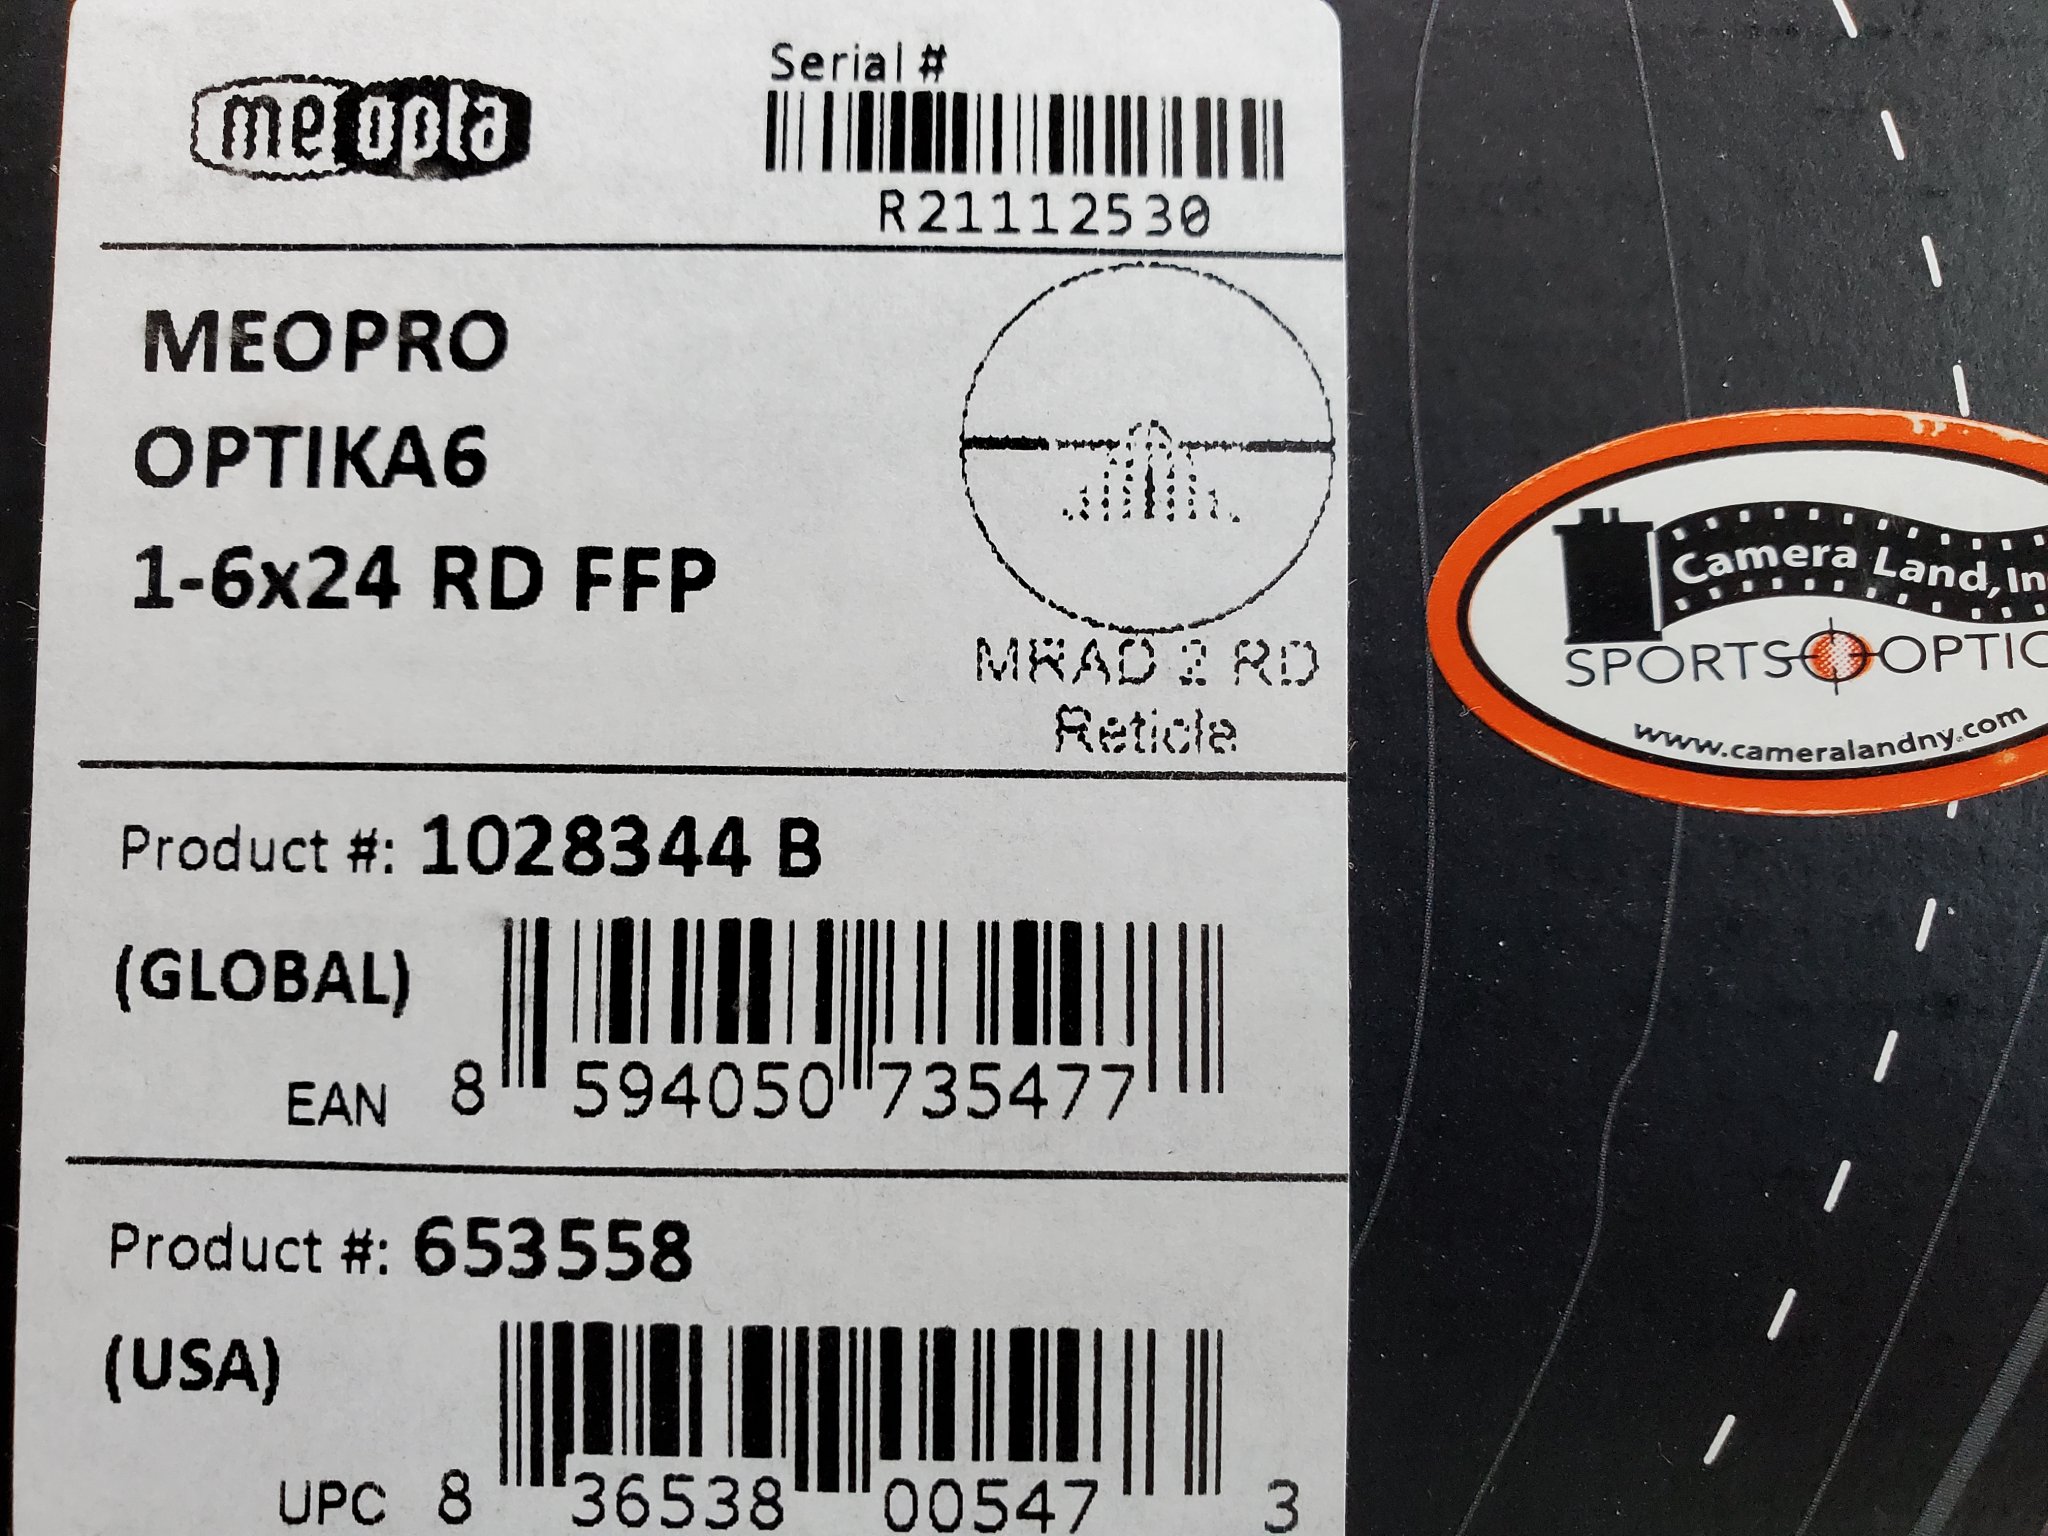 meopta
Serial #
R21112530
MEOPRO
OPTIKA6
1-6x24 RD FFP
MRAD 2 RD
Reticle
Product #: 1028344 B
(GLOBAL)
EAN 8 594050 735477
Product #: 653558
(USA)
UPC 8 36538 00547 3
Camera Land, In
SPORTS OPTIC
www.cameralandny.com